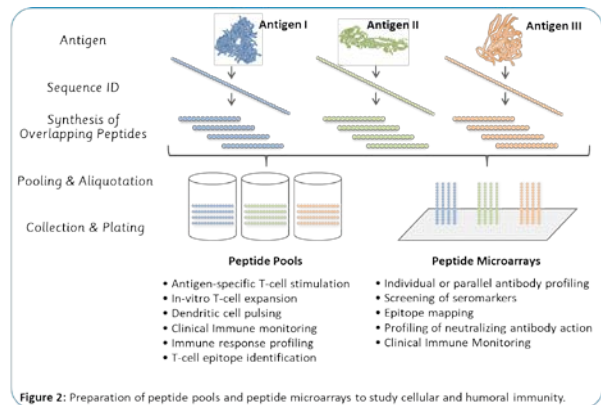 Antigen
Antigen I
Antigen II
Antigen III
Sequence ID
Synthesis of
Overlapping Peptides
Pooling & Aliquotation
Collection & Plating
Peptide Pools
• Antigen-specific T-cell stimulation
• In-vitro T-cell expansion
• Dendritic cell pulsing
• Clinical Immune monitoring
• Immune response profiling
• T-cell epitope identification
Peptide Microarrays
• Individual or parallel antibody profiling
• Screening of seromarkers
• Epitope mapping
• Profiling of neutralizing antibody action
• Clinical Immune Monitoring
Figure 2: Preparation of peptide pools and peptide microarrays to study cellular and humoral immunity.